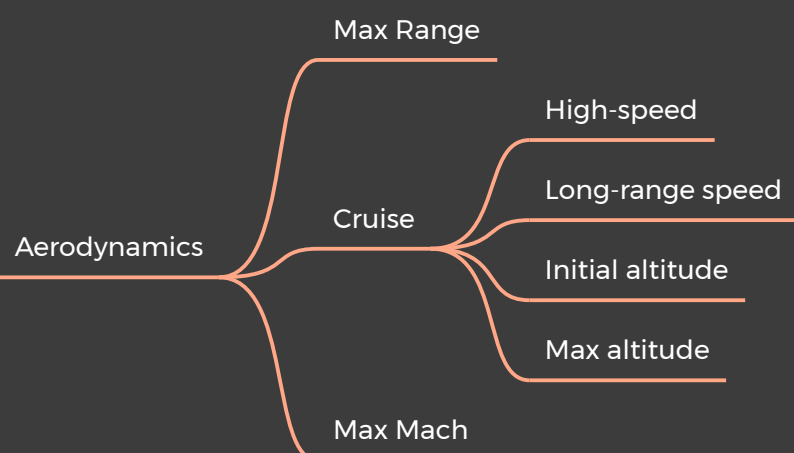 Aerodynamics
Max Range
Cruise
High-speed
Long-range speed
Initial altitude
Max altitude
Max Mach